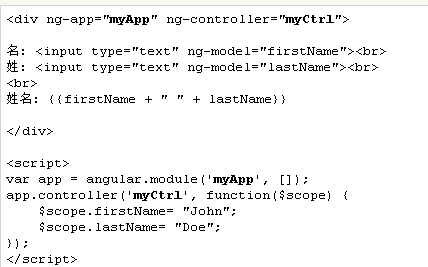 <div ng-app="myApp" ng-controller="myCtrl">
名: <input type="text" ng-model="firstName"><br>
姓: <input type="text" ng-model="lastName"><br>
<br>
姓名: {{firstName + " " + lastName}}
</div>
<script>
var app = angular.module('myApp', []);
app.controller('myCtrl', function($scope) {
    $scope.firstName= "John";
    $scope.lastName= "Doe";
});
</script>